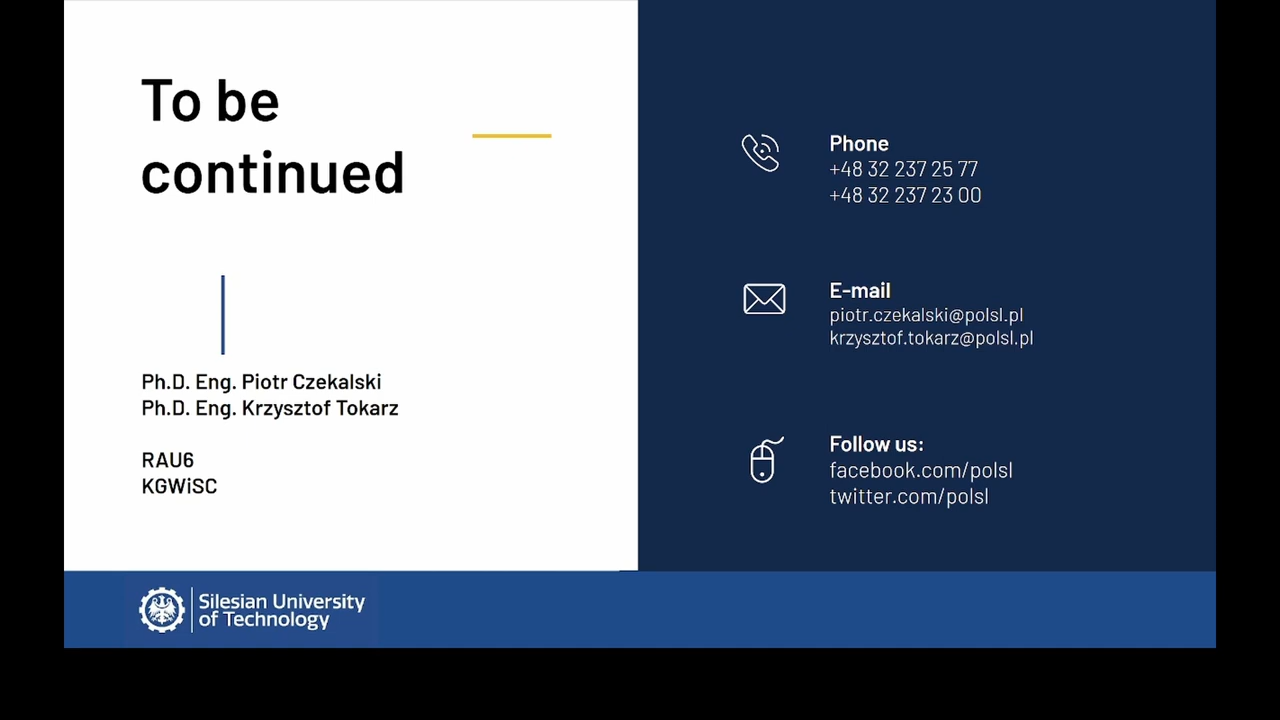 To be
continued
Ph.D. Eng. Piotr Czekalski
Ph.D. Eng. Krzysztof Tokarz
RAU6
KGWiSC
Phone
+48 32 237 25 77
+48 32 237 23 00
E-mail
piotr.czekalski@polsl.pl
krzysztof.tokarz@polsl.pl
Follow us:
facebook.com/polsl
twitter.com/polsl
Silesian University
of Technology